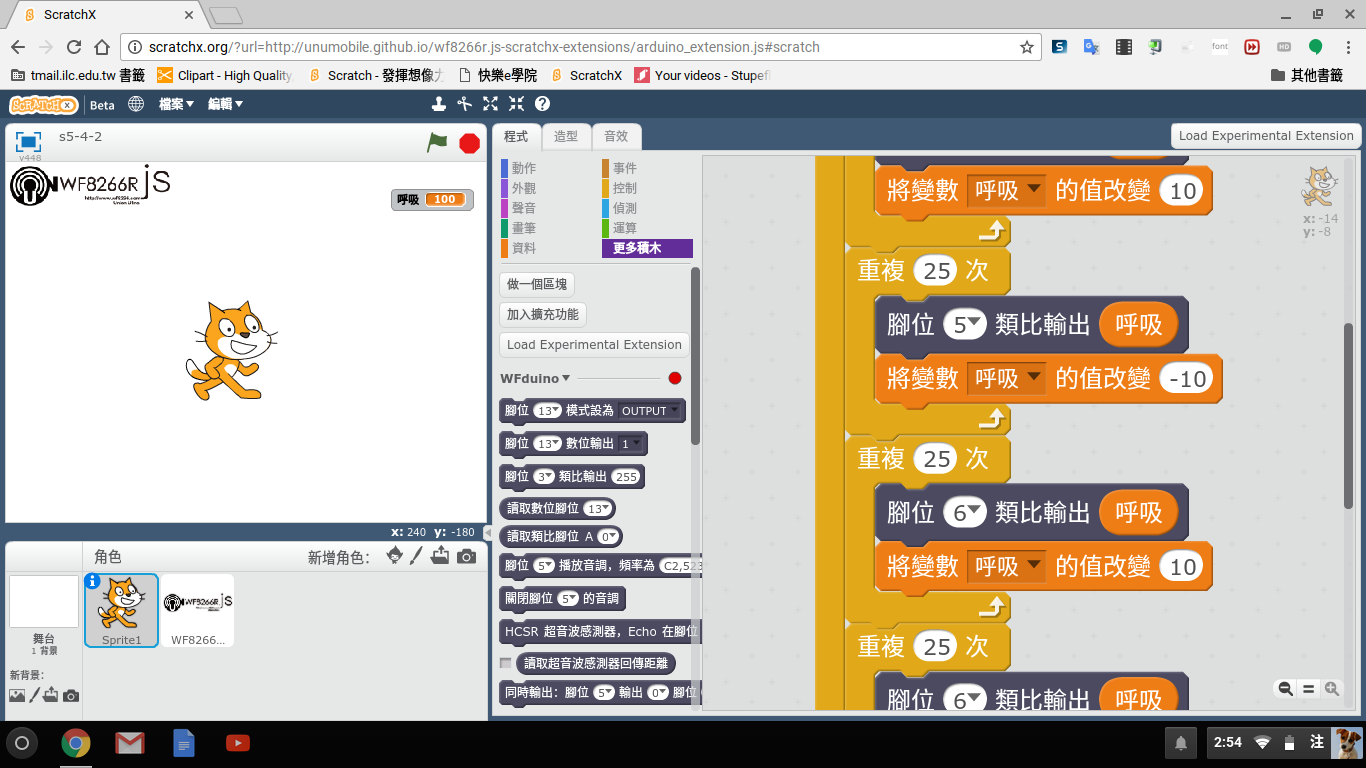 ScratchX
scratchx.org/?url=http://unumobile.github.io/wf8266r.js-scratchx-extensions/arduino_extension.js#scratch
tmail.ilc.edu.tw 書籤
Clipart - High Quality
Scratch - 發揮想像力
快樂e學院
ScratchX
Your videos - Stupefl
其他書籤
SCRATCHX
Beta
檔案▼
編輯▼
s5-4-2
v448
WF8266R js
呼吸 100
x: 240 y: -180
角色
新增角色:
舞台
1 背景
新背景:
Sprite1
WF8266...
程式
造型
音效
Load Experimental Extension
動作
事件
外觀
控制
聲音
偵測
畫筆
運算
資料
更多積木
做一個區塊
加入擴充功能
Load Experimental Extension
WFduino▼
腳位 13▼ 模式設為 OUTPUT▼
腳位 13▼ 數位輸出 1▼
腳位 3▼ 類比輸出 255
讀取數位腳位 13▼
讀取類比腳位 A 0▼
腳位 5▼ 播放音調，頻率為 C2,523
關閉腳位 5▼ 的音調
HCSR 超音波感測器，Echo 在腳位
讀取超音波感測器回傳距離
同時輸出: 腳位 5▼ 輸出 0▼ 腳位
將變數 呼吸▼ 的值改變 10
重複 25 次
腳位 5▼ 類比輸出 呼吸
將變數 呼吸▼ 的值改變 -10
重複 25 次
腳位 6▼ 類比輸出 呼吸
將變數 呼吸▼ 的值改變 10
重複 25 次
腳位 6▼ 類比輸出 呼吸
x: -14
y: -8
2:54
注